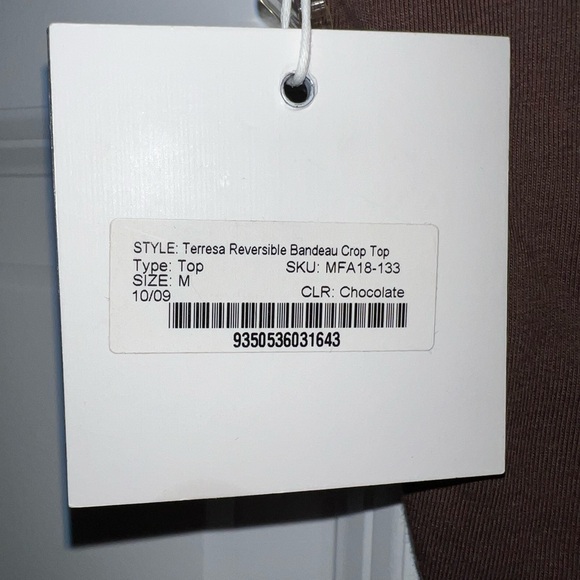 STYLE: Terresa Reversible Bandeau Crop Top
Type: Top SKU: MFA18-133
SIZE: M
10/09 CLR: Chocolate
9350536031643